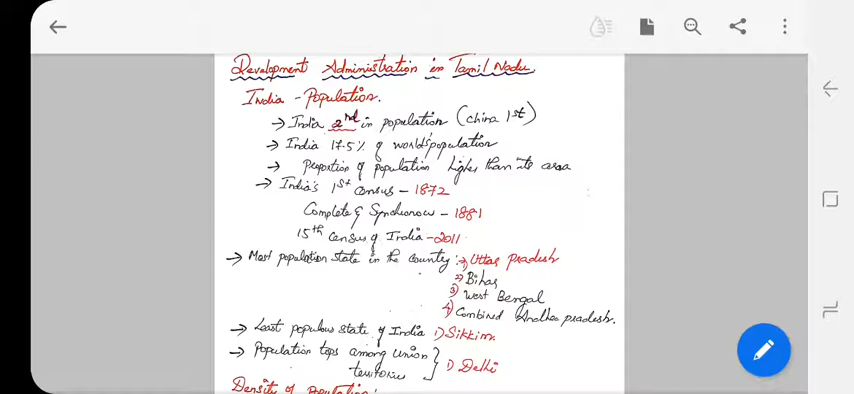 Development Administration in Tamil Nadu
India - Population.
→ India 2nd in population (China 1st)
→ India 17.5% of world's population
→ Proportion of population higher than its area
→ India's 1st Census - 1872
Complete & Synchronous - 1881
15th Census of India - 2011
→ Most population state in the country :→ 1) Uttar Pradesh
2) Bihar
3) West Bengal
4) Combined Andhra pradesh.
→ Least populous state of India 1) Sikkim.
→ Population tops among union territories } 1) Delhi
Density of Population: